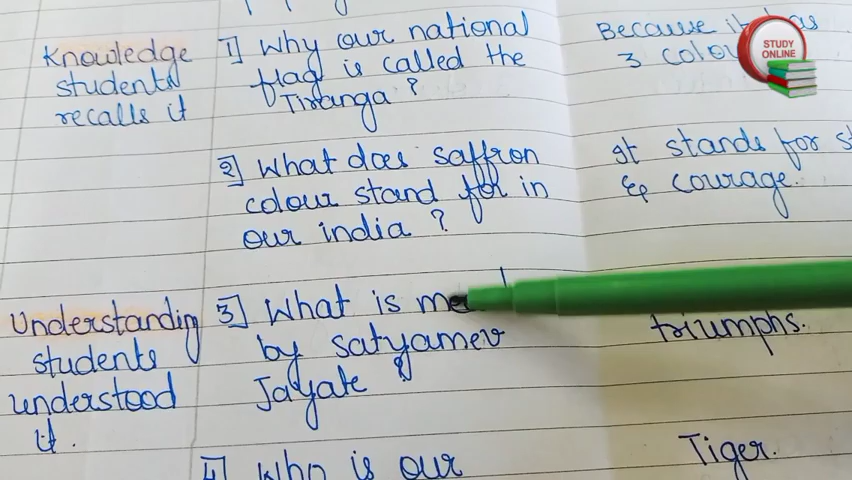 Knowledge
students
recalls it
1] Why our national
flag is called the
Tiranga ?
Because it has
3
STUDY
ONLINE
2] What does saffron
colour stand for in
our india ?
It stands for
& courage.
Understanding
students
understood
it.
3] What is
by satyamev
Jayate ?
triumphs.
4] Who is our
Tiger.